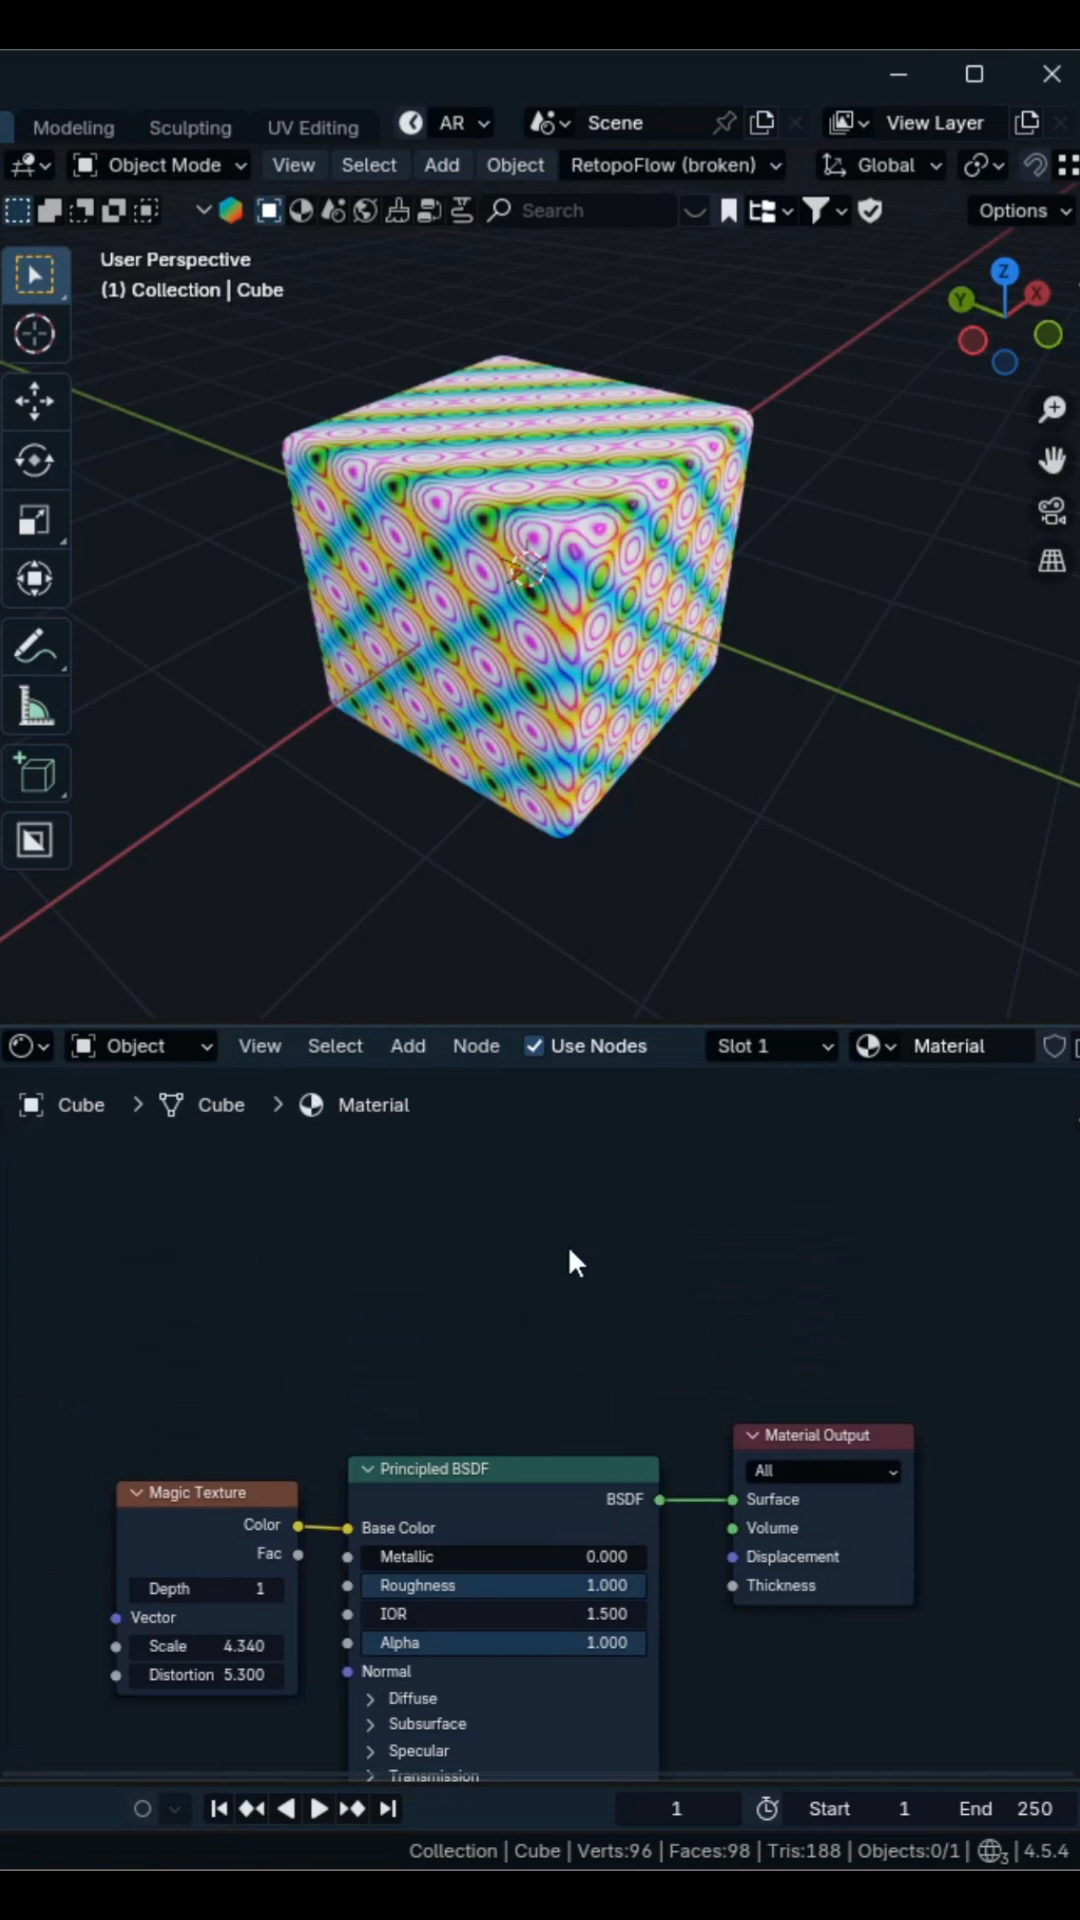 Modeling Sculpting UV Editing AR Scene View Layer
Object Mode View Select Add Object RetopoFlow (broken) Global
Search Options
User Perspective
(1) Collection | Cube
Z
Y X
Object View Select Add Node Use Nodes Slot 1 Material
Cube > Cube > Material
Material Output
All
Surface
Volume
Displacement
Thickness
Principled BSDF
BSDF
Base Color
Metallic 0.000
Roughness 1.000
IOR 1.500
Alpha 1.000
Normal
Diffuse
Subsurface
Specular
Transmission
Magic Texture
Color
Fac
Depth 1
Vector
Scale 4.340
Distortion 5.300
1 Start 1 End 250
Collection | Cube | Verts:96 | Faces:98 | Tris:188 | Objects:0/1 | 3 | 4.5.4